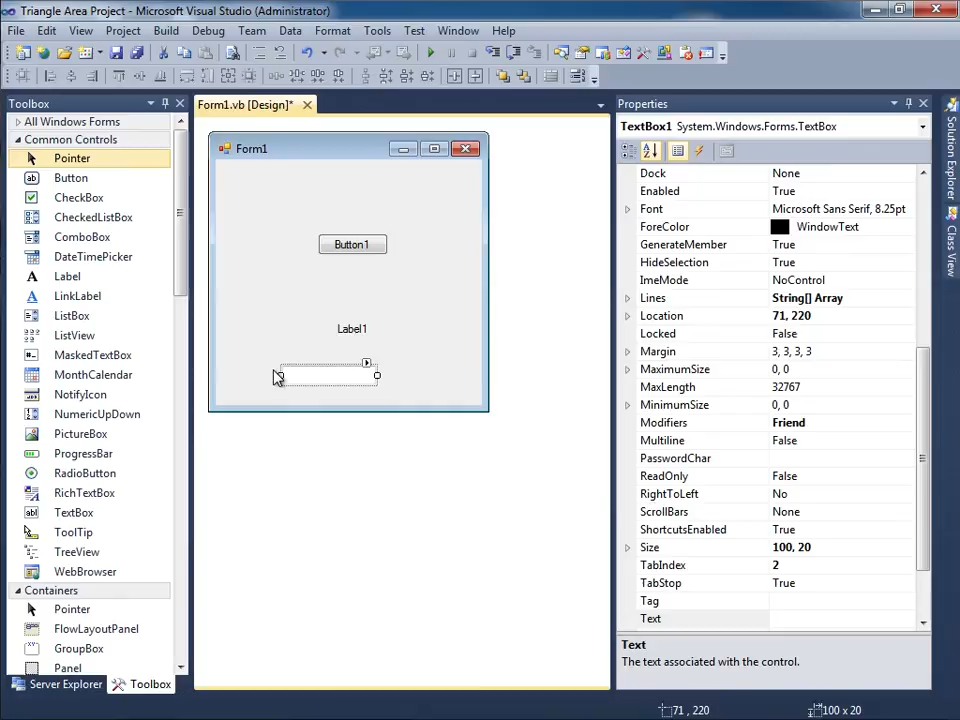 Triangle Area Project - Microsoft Visual Studio (Administrator)
File Edit View Project Build Debug Team Data Format Tools Test Window Help
Toolbox
All Windows Forms
Common Controls
Pointer
Button
CheckBox
CheckedListBox
ComboBox
DateTimePicker
Label
LinkLabel
ListBox
ListView
MaskedTextBox
MonthCalendar
NotifyIcon
NumericUpDown
PictureBox
ProgressBar
RadioButton
RichTextBox
TextBox
ToolTip
TreeView
WebBrowser
Containers
Pointer
FlowLayoutPanel
GroupBox
Panel
Server Explorer Toolbox
Form1.vb [Design]*
Form1
Button1
Label1
Properties
TextBox1 System.Windows.Forms.TextBox
Dock None
Enabled True
Font Microsoft Sans Serif, 8.25pt
ForeColor WindowText
GenerateMember True
HideSelection True
ImeMode NoControl
Lines String[] Array
Location 71, 220
Locked False
Margin 3, 3, 3, 3
MaximumSize 0, 0
MaxLength 32767
MinimumSize 0, 0
Modifiers Friend
Multiline False
PasswordChar
ReadOnly False
RightToLeft No
ScrollBars None
ShortcutsEnabled True
Size 100, 20
TabIndex 2
TabStop True
Tag
Text
Text
The text associated with the control.
Solution Explorer
Class View
71 , 220
100 x 20